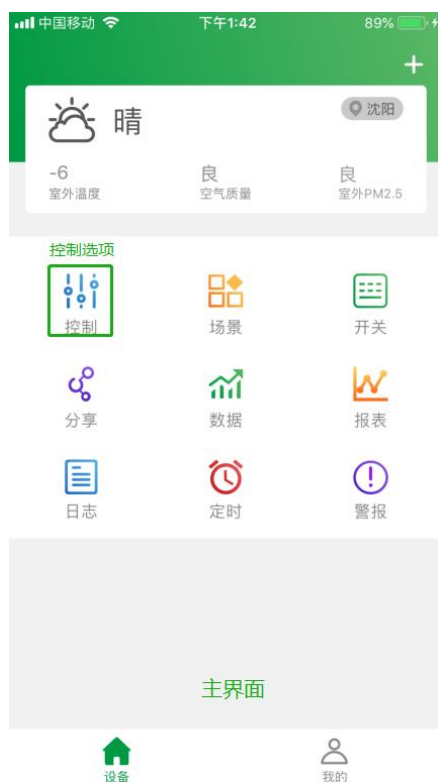 中国移动 下午1:42 89%
+
晴 沈阳
-6 良 良
室外温度 空气质量 室外PM2.5
控制选项
控制 场景 开关
分享 数据 报表
日志 定时 警报
主界面
设备 我的